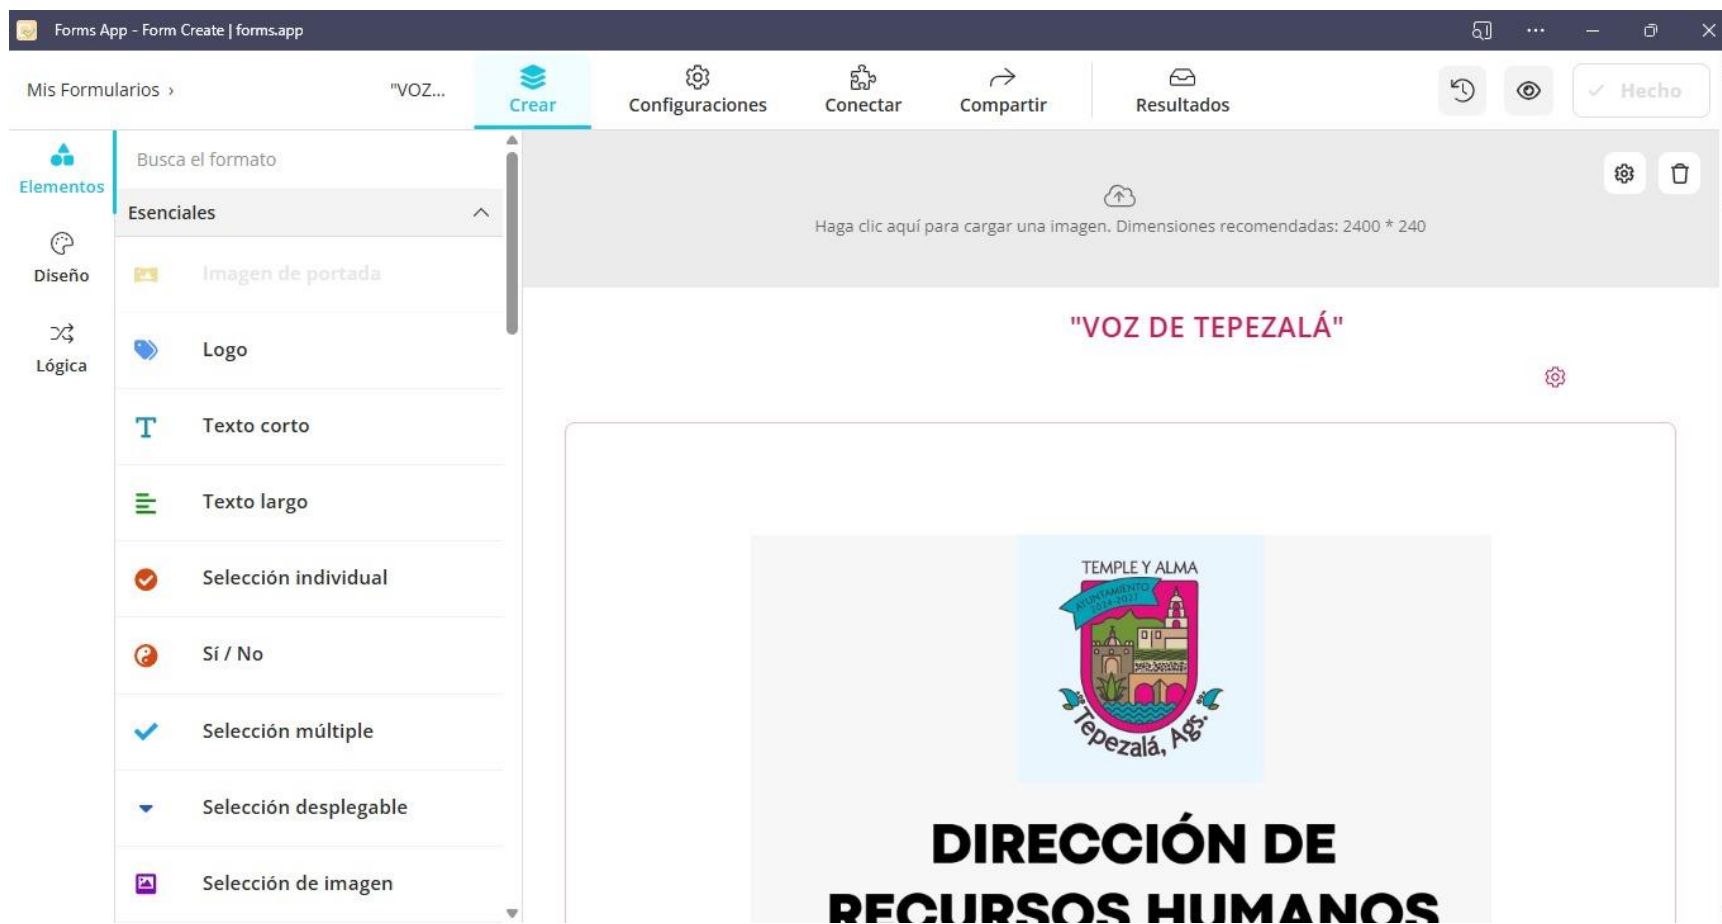 Forms App - Form Create | forms.app
Mis Formularios ›
"VOZ...
Crear
Configuraciones
Conectar
Compartir
Resultados
Hecho
Elementos
Diseño
Lógica
Busca el formato
Esenciales
Imagen de portada
Logo
Texto corto
Texto largo
Selección individual
Sí / No
Selección múltiple
Selección desplegable
Selección de imagen
Haga clic aquí para cargar una imagen. Dimensiones recomendadas: 2400 * 240
"VOZ DE TEPEZALÁ"
TEMPLE Y ALMA
AYUNTAMIENTO
2024-2027
Tepezalá, Ags.
DIRECCIÓN DE
RECURSOS HUMANOS